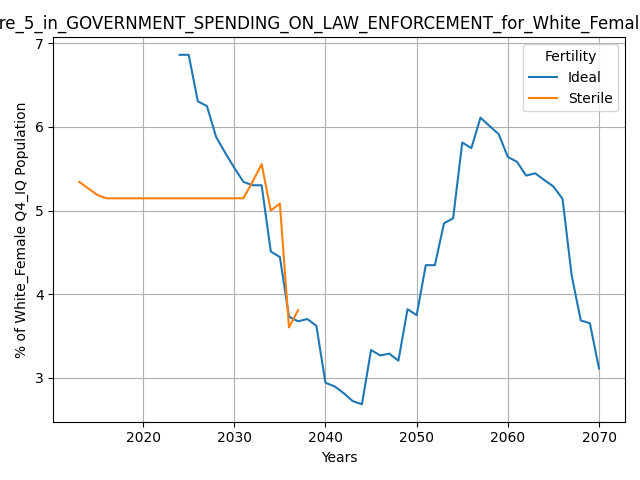 re_5_in_GOVERNMENT_SPENDING_ON_LAW_ENFORCEMENT_for_White_Femal
Fertility
Ideal
Sterile
% of White_Female Q4_IQ Population
7
6
5
4
3
2020 2030 2040 2050 2060 2070
Years